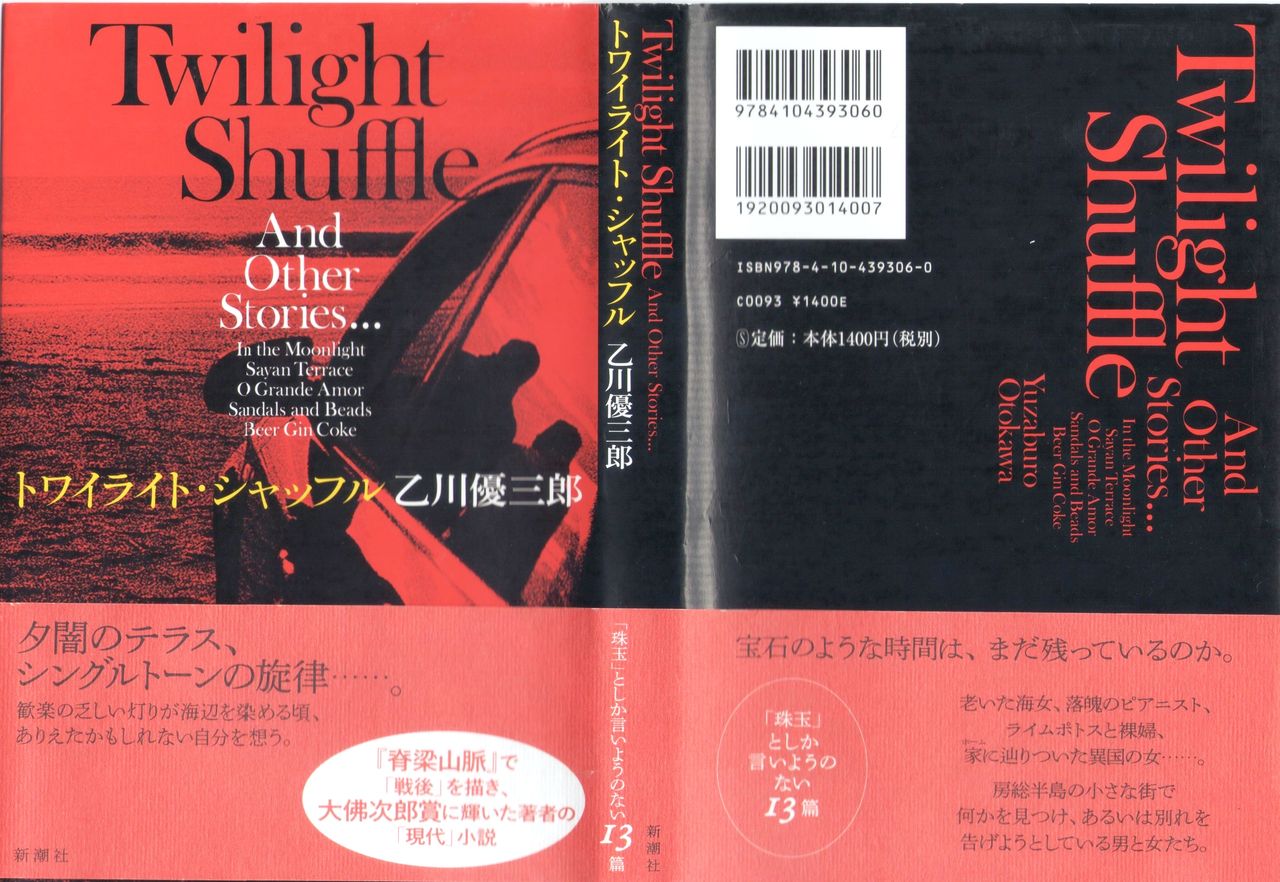 Twilight
Shuffle
And
Other
Stories...
In the Moonlight
Sayan Terrace
O Grande Amor
Sandals and Beads
Beer Gin Coke
トワイライト・シャッフル 乙川優三郎
夕闇のテラス、
シングルトーンの旋律……。
歓楽の乏しい灯りが海辺を染める頃、
ありえたかもしれない自分を想う。
『脊梁山脈』で
「戦後」を描き、
大佛次郎賞に輝いた著者の
「現代」小説
新潮社
Twilight Shuffle And Other Stories...
トワイライト・シャッフル 乙川優三郎
「珠玉」としか言いようのない13篇
新潮社
9784104393060
1920093014007
ISBN978-4-10-439306-0
C0093 ¥1400E
Ⓢ定価：本体1400円（税別）
Twilight
Shuffle
And
Other
Stories...
In the Moonlight
Sayan Terrace
O Grande Amor
Sandals and Beads
Beer Gin Coke
Yuzaburo
Otokawa
宝石のような時間は、まだ残っているのか。
「珠玉」
としか
言いようの
ない
13篇
老いた海女、落魄のピアニスト、
ライムポトスと裸婦、
ホーム
家に辿りついた異国の女……。
房総半島の小さな街で
何かを見つけ、あるいは別れを
告げようとしている男と女たち。